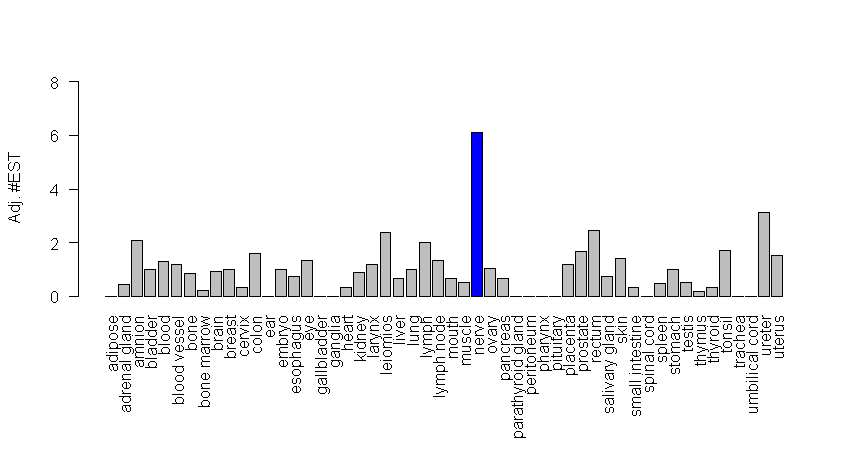 8
6
4
2
0
Adj. #EST
adipose
adrenal gland
amnion
bladder
blood
blood vessel
bone
bone marrow
brain
breast
cervix
colon
ear
embryo
esophagus
eye
gallbladder
ganglia
heart
kidney
larynx
leiomios
liver
lung
lymph
lymph node
mouth
muscle
nerve
ovary
pancreas
parathyroid gland
peritoneum
pharynx
pituitary
placenta
prostate
rectum
salivary gland
skin
small intestine
spinal cord
spleen
stomach
testis
thymus
thyroid
tonsil
trachea
umbilical cord
ureter
uterus